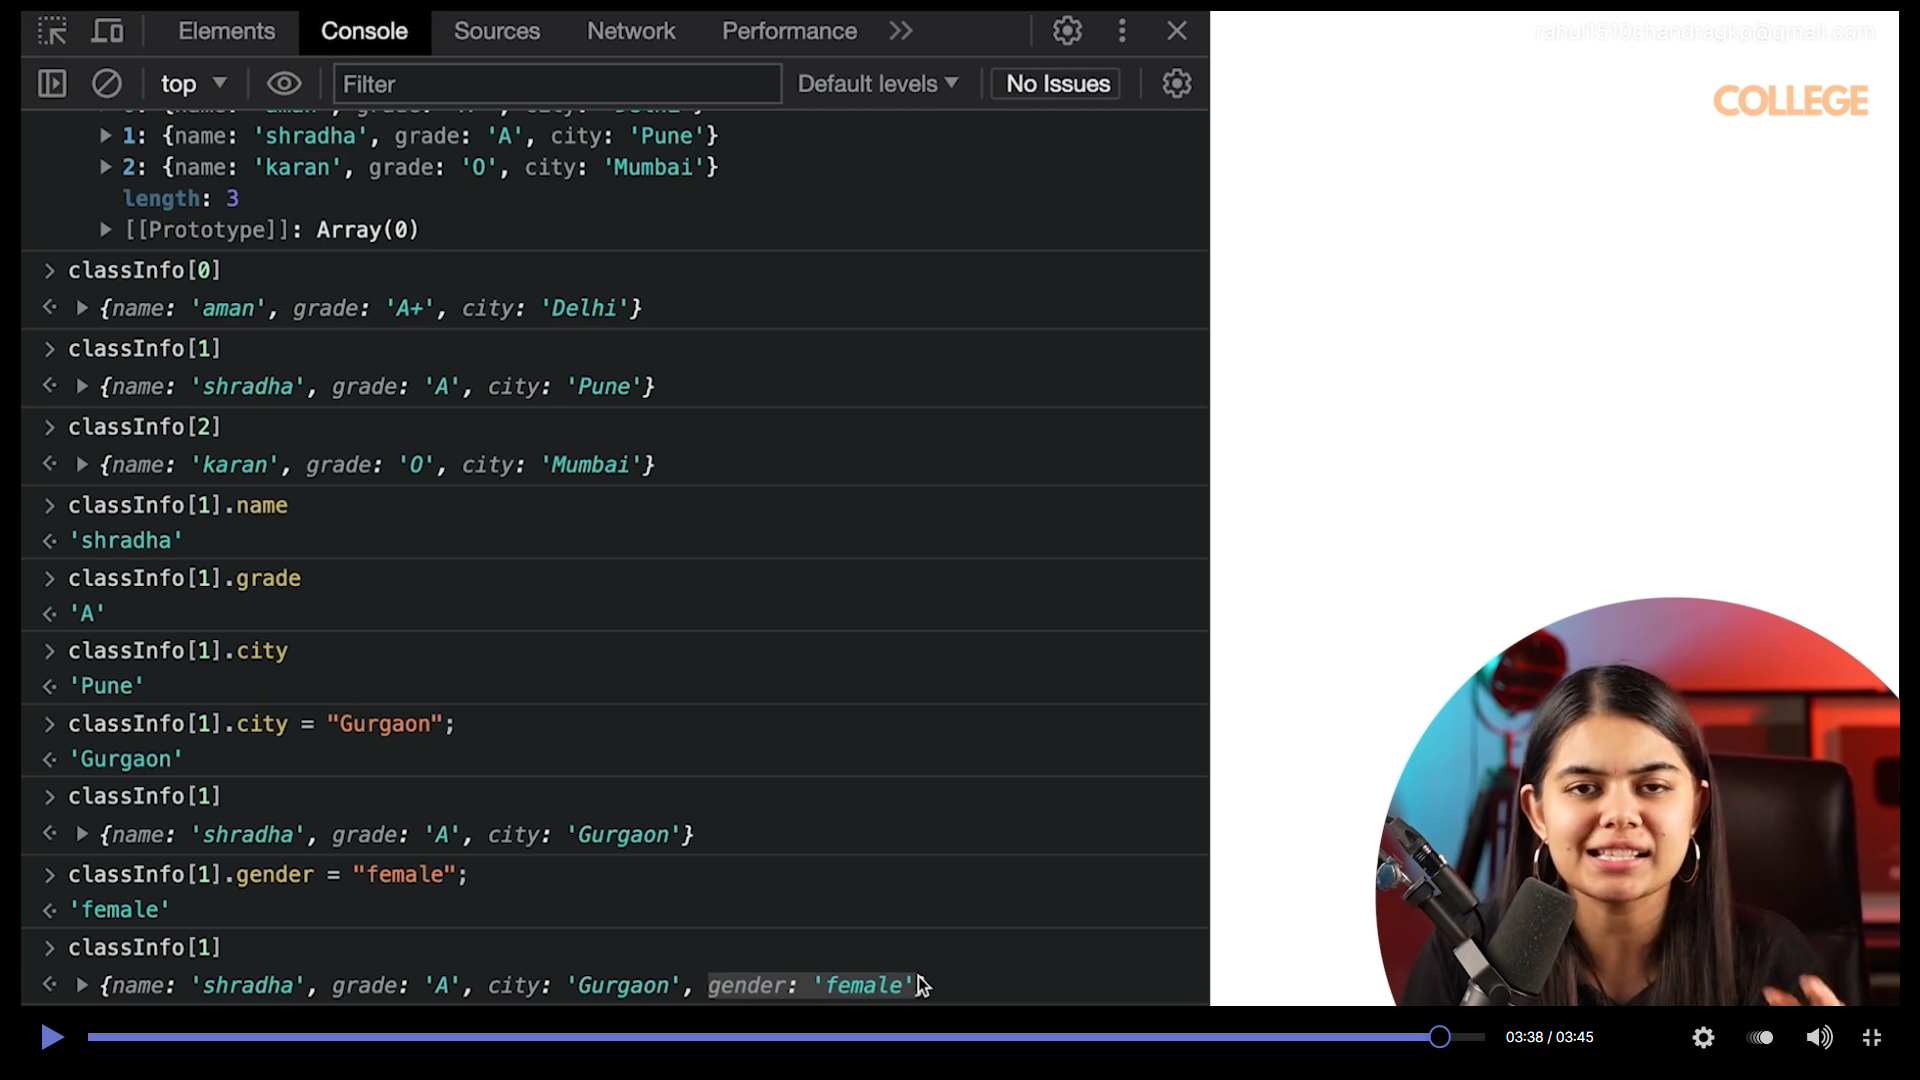 Elements Console Sources Network Performance
top Filter Default levels No Issues
0: {name: 'aman', grade: 'A+', city: 'Delhi'}
1: {name: 'shradha', grade: 'A', city: 'Pune'}
2: {name: 'karan', grade: 'O', city: 'Mumbai'}
length: 3
[[Prototype]]: Array(0)
> classInfo[0]
{name: 'aman', grade: 'A+', city: 'Delhi'}
> classInfo[1]
{name: 'shradha', grade: 'A', city: 'Pune'}
> classInfo[2]
{name: 'karan', grade: 'O', city: 'Mumbai'}
> classInfo[1].name
'shradha'
> classInfo[1].grade
'A'
> classInfo[1].city
'Pune'
> classInfo[1].city = "Gurgaon";
'Gurgaon'
> classInfo[1]
{name: 'shradha', grade: 'A', city: 'Gurgaon'}
> classInfo[1].gender = "female";
'female'
> classInfo[1]
{name: 'shradha', grade: 'A', city: 'Gurgaon', gender: 'female'
rahul1610chandragkp@gmail.com
COLLEGE
03:38 / 03:45